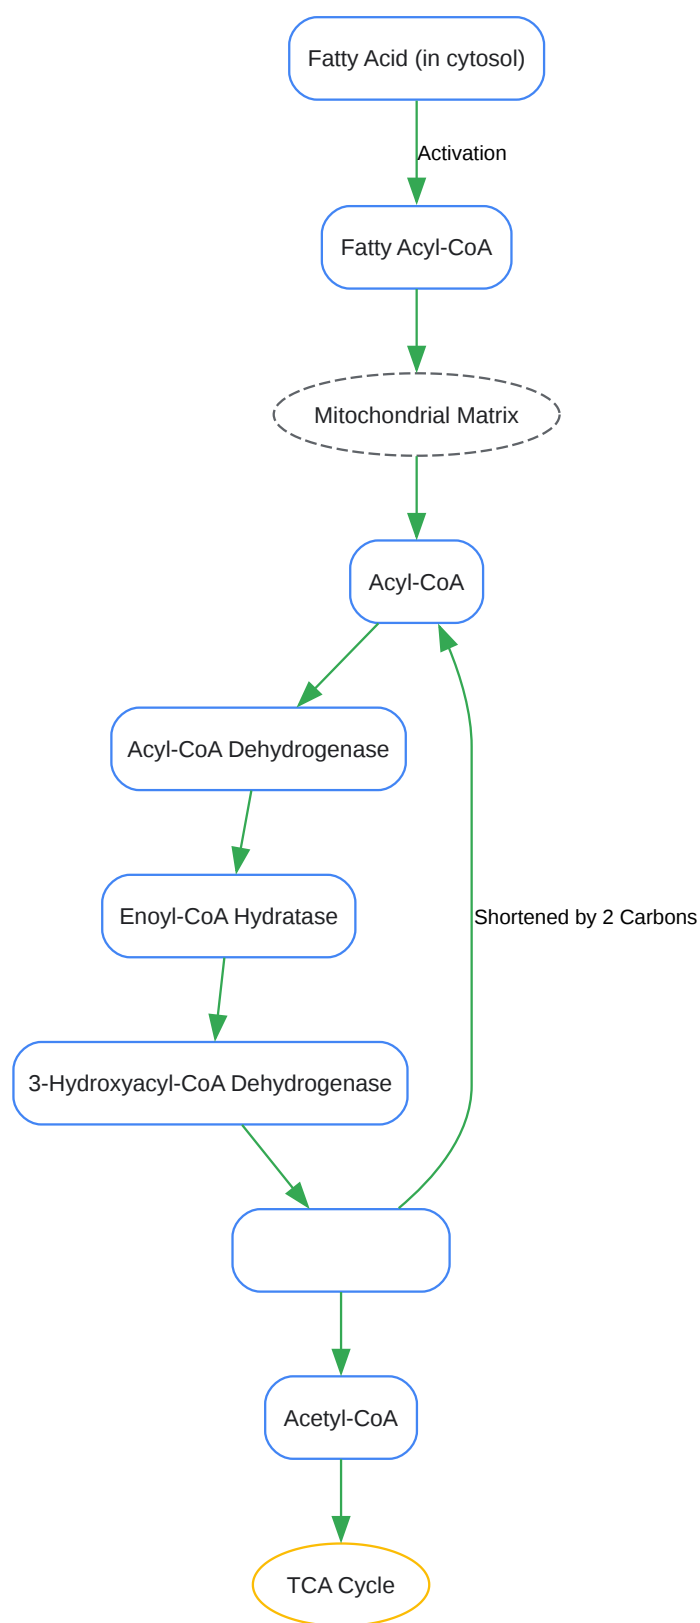 Fatty Acid (in cytosol)
Activation
Fatty Acyl-CoA
Mitochondrial Matrix
Acyl-CoA
Acyl-CoA Dehydrogenase
Enoyl-CoA Hydratase
Shortened by 2 Carbons
3-Hydroxyacyl-CoA Dehydrogenase
Acetyl-CoA
TCA Cycle